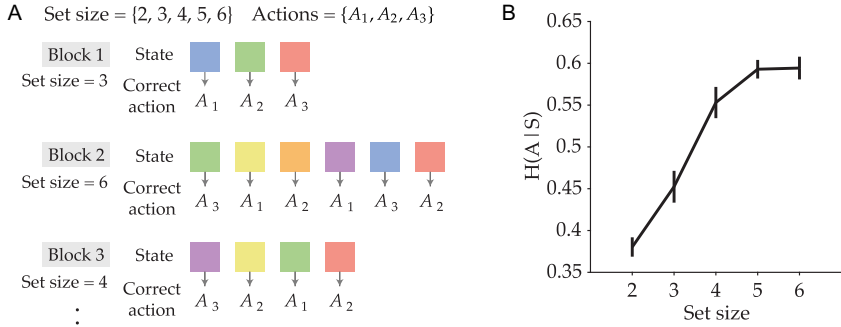 A
Set size = {2, 3, 4, 5, 6} Actions = {A₁, A₂, A₃}
Block 1 State
Set size = 3 Correct action A₁ A₂ A₃
Block 2 State
Set size = 6 Correct action A₃ A₁ A₂ A₁ A₃ A₂
Block 3 State
Set size = 4 Correct action A₃ A₂ A₁ A₂
B
H(A|S)
0.65
0.6
0.55
0.5
0.45
0.4
0.35
2 3 4 5 6
Set size